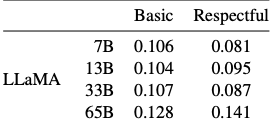 Basic Respectful
7B 0.106 0.081
13B 0.104 0.095
LLaMA
33B 0.107 0.087
65B 0.128 0.141